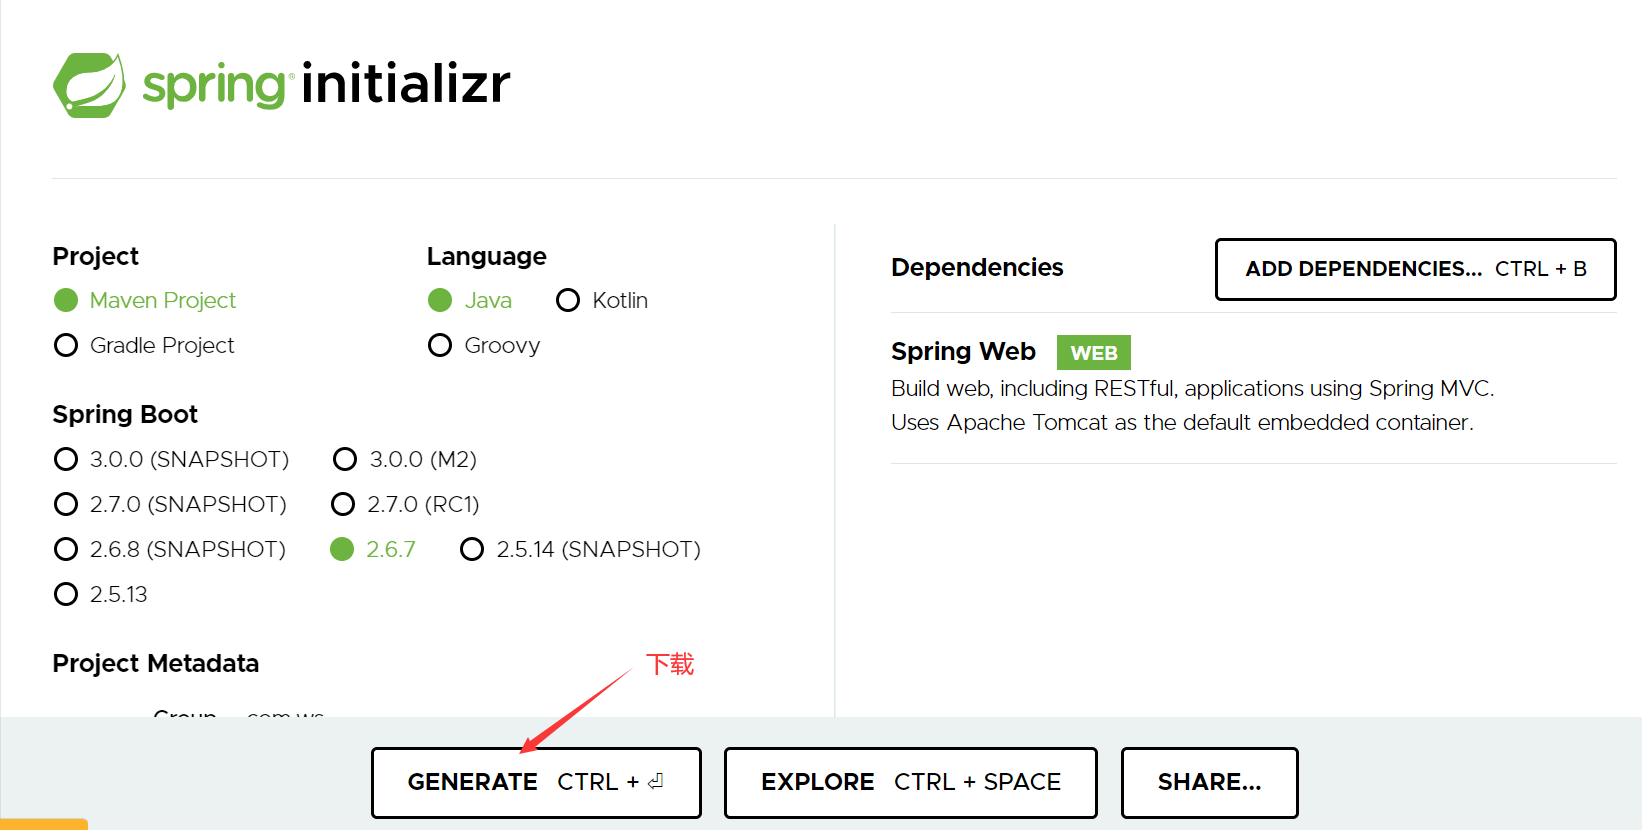 spring initializr
Project
Maven Project
Gradle Project
Language
Java Kotlin
Groovy
Spring Boot
3.0.0 (SNAPSHOT) 3.0.0 (M2)
2.7.0 (SNAPSHOT) 2.7.0 (RC1)
2.6.8 (SNAPSHOT) 2.6.7 2.5.14 (SNAPSHOT)
2.5.13
Project Metadata
Group com.ws
下载
Dependencies
ADD DEPENDENCIES... CTRL + B
Spring Web WEB
Build web, including RESTful, applications using Spring MVC.
Uses Apache Tomcat as the default embedded container.
GENERATE CTRL + ⏎
EXPLORE CTRL + SPACE
SHARE...